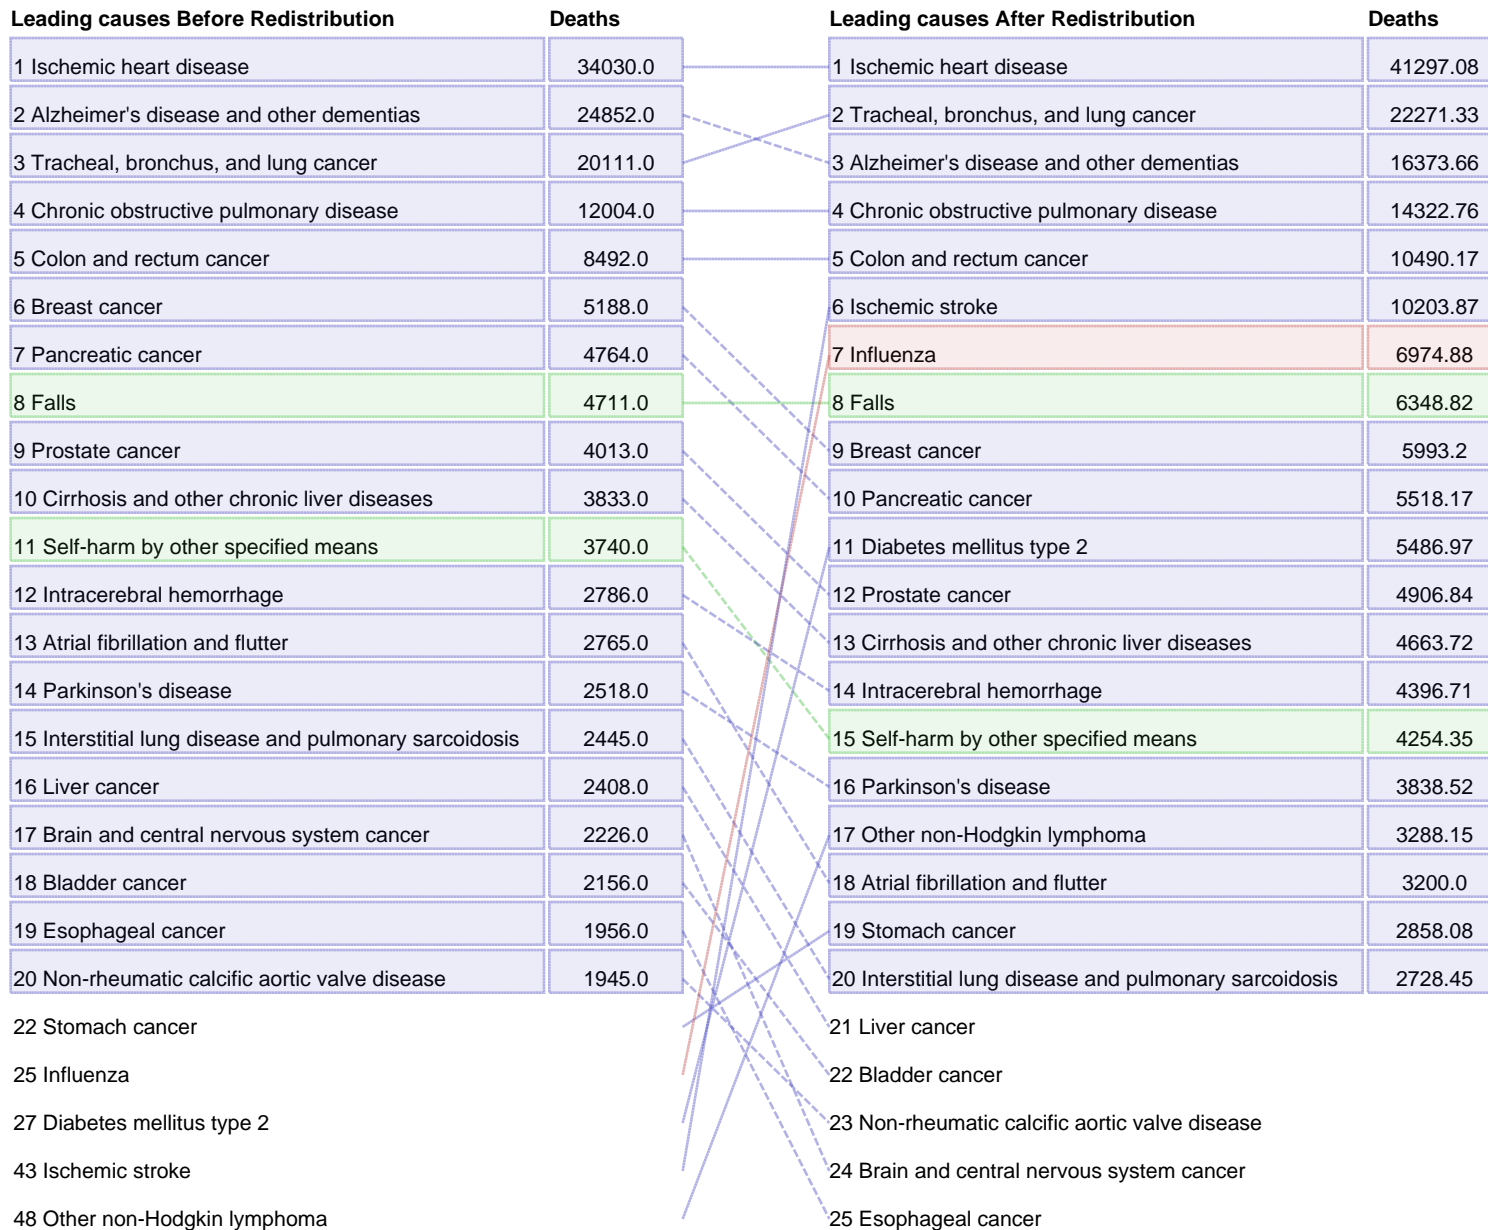 Leading causes Before Redistribution Deaths Leading causes After Redistribution Deaths
1 Ischemic heart disease 34030.0 1 Ischemic heart disease 41297.08
2 Alzheimer's disease and other dementias 24852.0 2 Tracheal, bronchus, and lung cancer 22271.33
3 Tracheal, bronchus, and lung cancer 20111.0 3 Alzheimer's disease and other dementias 16373.66
4 Chronic obstructive pulmonary disease 12004.0 4 Chronic obstructive pulmonary disease 14322.76
5 Colon and rectum cancer 8492.0 5 Colon and rectum cancer 10490.17
6 Breast cancer 5188.0 6 Ischemic stroke 10203.87
7 Pancreatic cancer 4764.0 7 Influenza 6974.88
8 Falls 4711.0 8 Falls 6348.82
9 Prostate cancer 4013.0 9 Breast cancer 5993.2
10 Cirrhosis and other chronic liver diseases 3833.0 10 Pancreatic cancer 5518.17
11 Self-harm by other specified means 3740.0 11 Diabetes mellitus type 2 5486.97
12 Intracerebral hemorrhage 2786.0 12 Prostate cancer 4906.84
13 Atrial fibrillation and flutter 2765.0 13 Cirrhosis and other chronic liver diseases 4663.72
14 Parkinson's disease 2518.0 14 Intracerebral hemorrhage 4396.71
15 Interstitial lung disease and pulmonary sarcoidosis 2445.0 15 Self-harm by other specified means 4254.35
16 Liver cancer 2408.0 16 Parkinson's disease 3838.52
17 Brain and central nervous system cancer 2226.0 17 Other non-Hodgkin lymphoma 3288.15
18 Bladder cancer 2156.0 18 Atrial fibrillation and flutter 3200.0
19 Esophageal cancer 1956.0 19 Stomach cancer 2858.08
20 Non-rheumatic calcific aortic valve disease 1945.0 20 Interstitial lung disease and pulmonary sarcoidosis 2728.45
22 Stomach cancer 21 Liver cancer
25 Influenza 22 Bladder cancer
27 Diabetes mellitus type 2 23 Non-rheumatic calcific aortic valve disease
43 Ischemic stroke 24 Brain and central nervous system cancer
48 Other non-Hodgkin lymphoma 25 Esophageal cancer